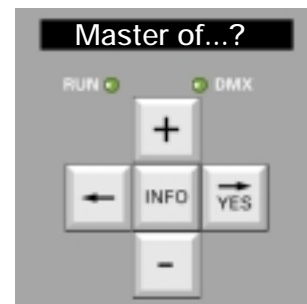 Master of...?
RUN DMX
+
← INFO → YES
-